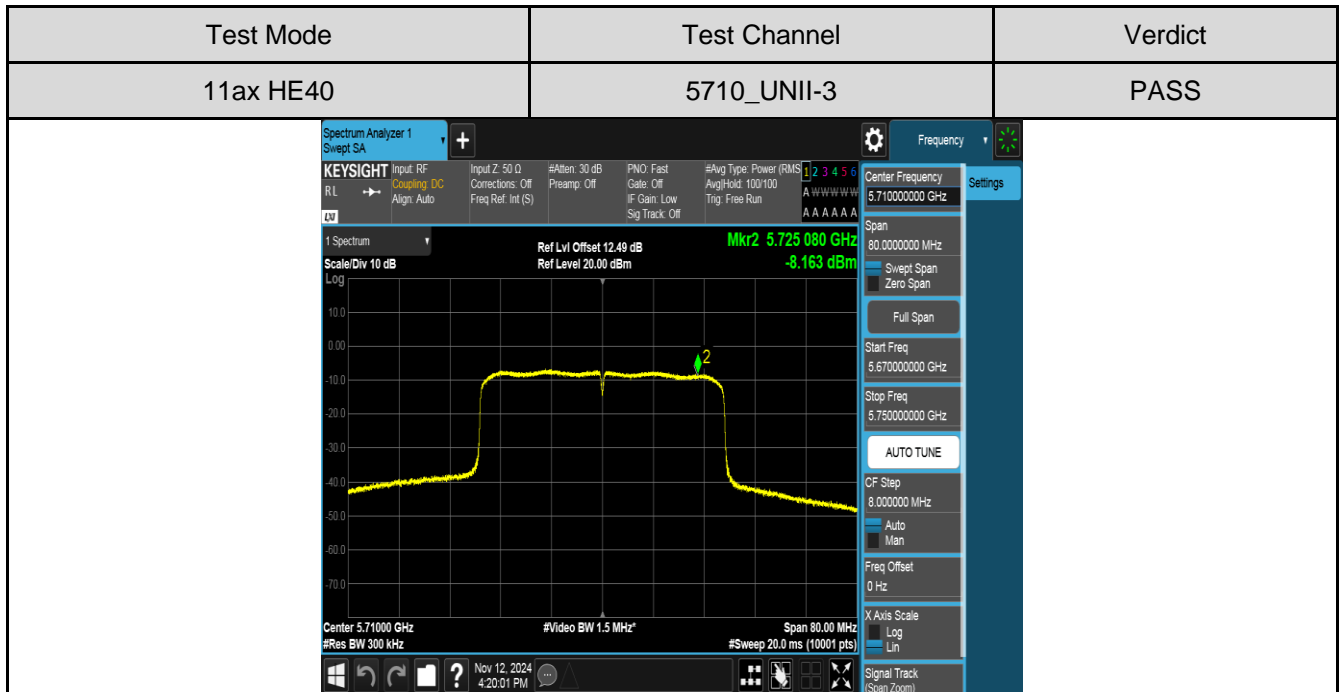 Test Mode Test Channel Verdict
11ax HE40 5710_UNII-3 PASS
Spectrum Analyzer 1
Swept SA
+
Frequency
KEYSIGHT Input: RF Input Z: 50 Ω #Atten: 30 dB PNO: Fast #Avg Type: Power (RMS 1 2 3 4 5 6
RL Coupling: DC Corrections: Off Preamp: Off Gate: Off Avg|Hold: 100/100 A W W W W W
Align: Auto Freq Ref: Int (S) IF Gain: Low Trig: Free Run
LXI Sig Track: Off A A A A A A
1 Spectrum Ref Lvl Offset 12.49 dB Mkr2 5.725 080 GHz
Scale/Div 10 dB Ref Level 20.00 dBm -8.163 dBm
Log
10.0
0.00
2
-10.0
-20.0
-30.0
-40.0
-50.0
-60.0
-70.0
Center 5.71000 GHz #Video BW 1.5 MHz* Span 80.00 MHz
#Res BW 300 kHz #Sweep 20.0 ms (10001 pts)
? Nov 12, 2024
4:20:01 PM
Center Frequency
5.710000000 GHz
Settings
Span
80.0000000 MHz
Swept Span
Zero Span
Full Span
Start Freq
5.670000000 GHz
Stop Freq
5.750000000 GHz
AUTO TUNE
CF Step
8.000000 MHz
Auto
Man
Freq Offset
0 Hz
X Axis Scale
Log
Lin
Signal Track
(Span Zoom)